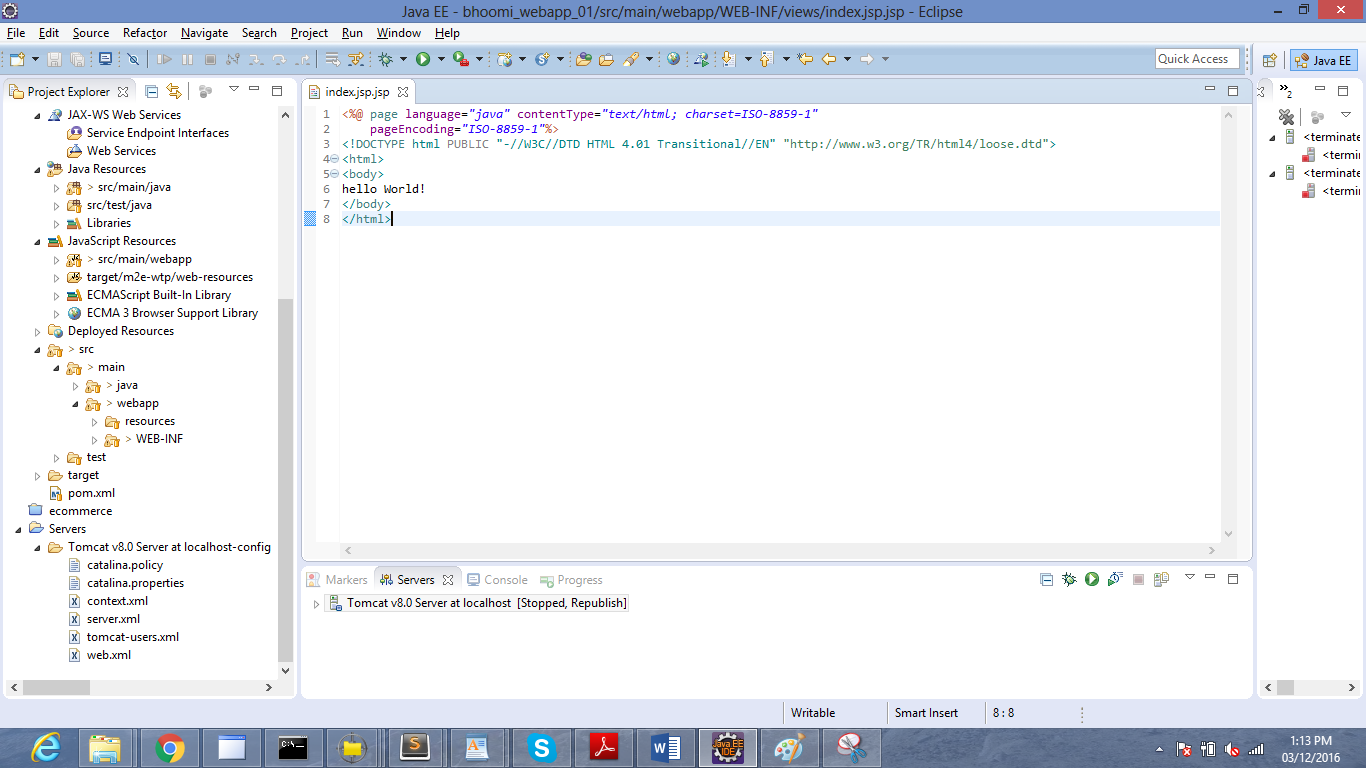 Java EE - bhoomi_webapp_01/src/main/webapp/WEB-INF/views/index.jsp.jsp - Eclipse
File Edit Source Refactor Navigate Search Project Run Window Help
Quick Access
Java EE
Project Explorer
JAX-WS Web Services
Service Endpoint Interfaces
Web Services
Java Resources
> src/main/java
src/test/java
Libraries
JavaScript Resources
> src/main/webapp
target/m2e-wtp/web-resources
ECMAScript Built-In Library
ECMA 3 Browser Support Library
Deployed Resources
> src
> main
> java
> webapp
resources
> WEB-INF
test
target
pom.xml
ecommerce
Servers
Tomcat v8.0 Server at localhost-config
catalina.policy
catalina.properties
context.xml
server.xml
tomcat-users.xml
web.xml
index.jsp.jsp
1 <%@ page language="java" contentType="text/html; charset=ISO-8859-1"
2 pageEncoding="ISO-8859-1"%>
3 <!DOCTYPE html PUBLIC "-//W3C//DTD HTML 4.01 Transitional//EN" "http://www.w3.org/TR/html4/loose.dtd">
4 <html>
5 <body>
6 hello World!
7 </body>
8 </html>
Markers Servers Console Progress
Tomcat v8.0 Server at localhost [Stopped, Republish]
2
<terminate
<termi
<terminate
<termi
Writable Smart Insert 8 : 8
Java EE
IDE
1:13 PM
03/12/2016